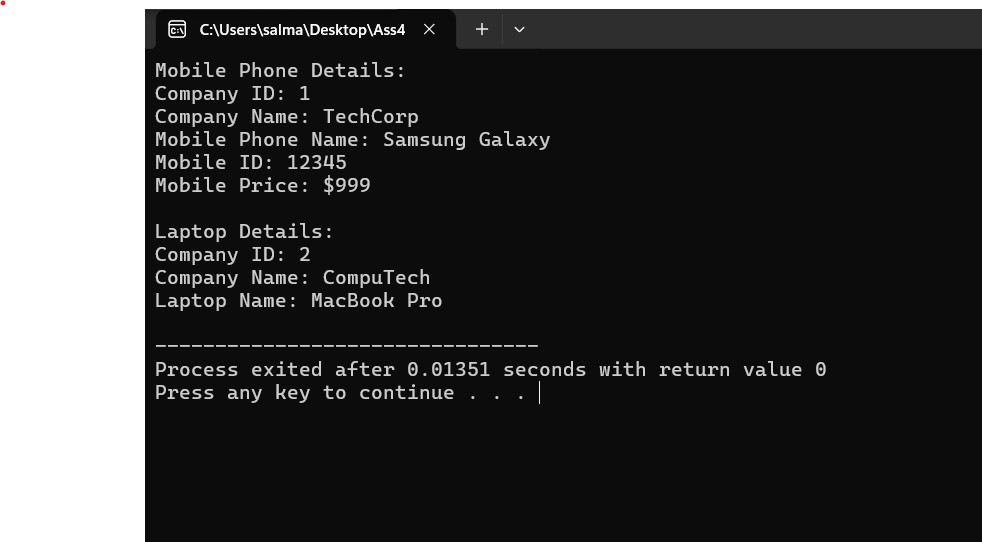 C:\Users\salma\Desktop\Ass4
Mobile Phone Details:
Company ID: 1
Company Name: TechCorp
Mobile Phone Name: Samsung Galaxy
Mobile ID: 12345
Mobile Price: $999
Laptop Details:
Company ID: 2
Company Name: CompuTech
Laptop Name: MacBook Pro
--------------------------------
Process exited after 0.01351 seconds with return value 0
Press any key to continue . . .